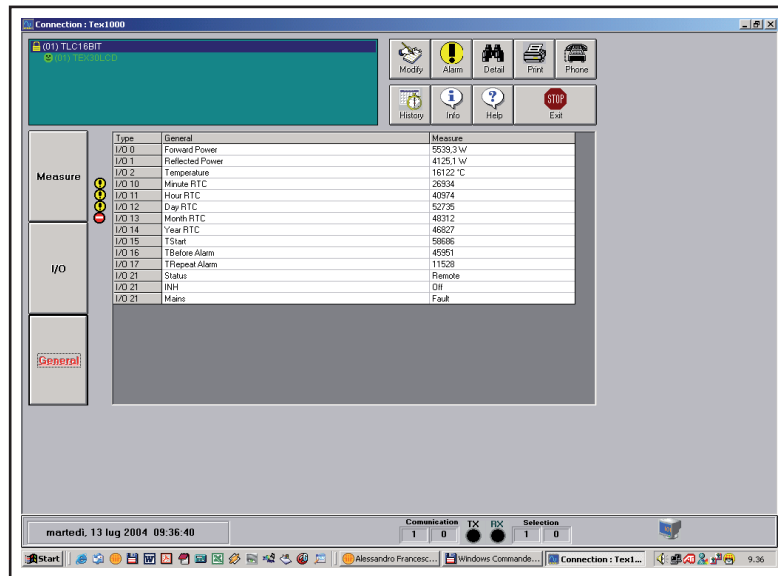 Connection : Tex1000
(01) TLC16BIT
(01) TEX30LCD
Modify Alarm Detail Print Phone
History Info Help STOP Exit
Measure
I/O
General
Type General Measure
I/O 0 Forward Power 5539,3 W
I/O 1 Reflected Power 4125,1 W
I/O 2 Temperature 16122 °C
I/O 10 Minute RTC 26934
I/O 11 Hour RTC 40974
I/O 12 Day RTC 52735
I/O 13 Month RTC 48312
I/O 14 Year RTC 46827
I/O 15 TStart 58686
I/O 16 TBefore Alarm 45951
I/O 17 TRepeat Alarm 11528
I/O 21 Status Remote
I/O 21 INH Off
I/O 21 Mains Fault
martedì, 13 lug 2004 09:36:40
Comunication TX RX Selection
1 0 1 0
Start Alessandro Francesc... Windows Commande... Connection : Tex1... 9.36